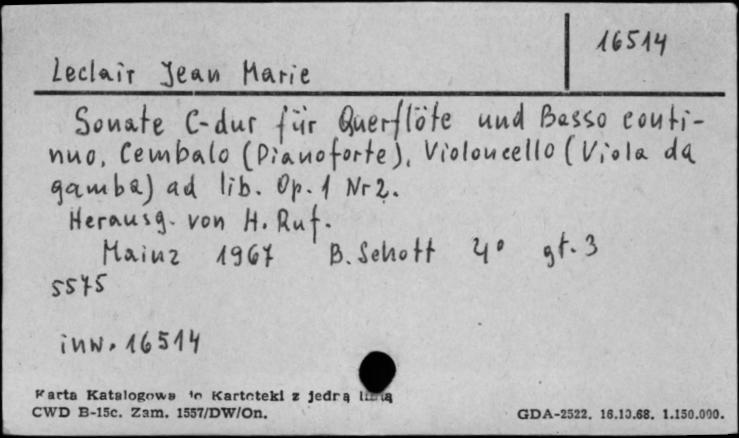 16514
Leclair Jean Marie
Sonate C-dur für Querflöte und Basso conti-
nuo, Cembalo (Pianoforte), Violoncello (Viola da
gamba) ad lib. Op. 1 Nr 2.
Herausg. von H. Ruf.
Mainz 1967 B. Schott 4° gł. 3
5575
inw. 16514
Karta Katalogowa do Kartoteki z jedrą linią
CWD B-15c. Zam. 1557/DW/On. GDA-2522. 16.10.68. 1.150.000.